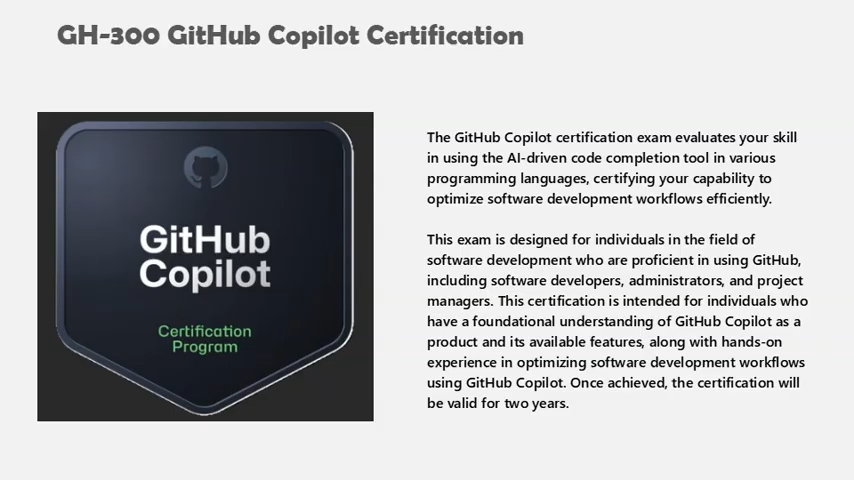 GH-300 GitHub Copilot Certification
GitHub
Copilot
Certification
Program
The GitHub Copilot certification exam evaluates your skill
in using the AI-driven code completion tool in various
programming languages, certifying your capability to
optimize software development workflows efficiently.
This exam is designed for individuals in the field of
software development who are proficient in using GitHub,
including software developers, administrators, and project
managers. This certification is intended for individuals who
have a foundational understanding of GitHub Copilot as a
product and its available features, along with hands-on
experience in optimizing software development workflows
using GitHub Copilot. Once achieved, the certification will
be valid for two years.